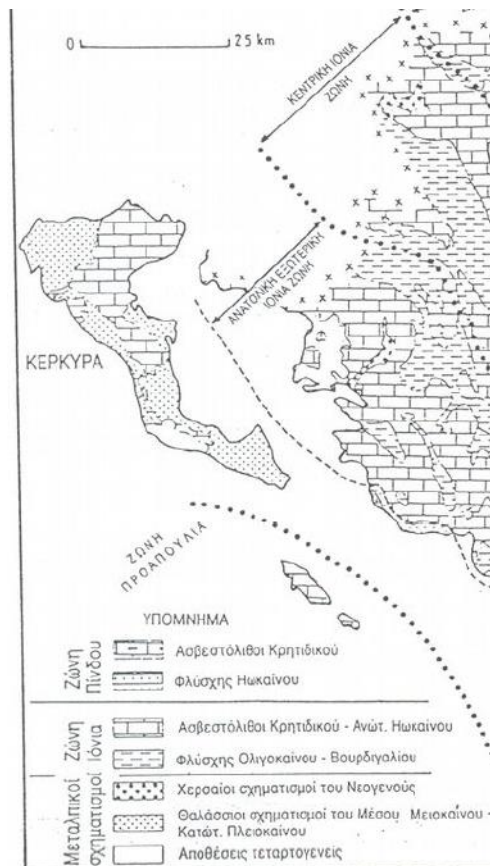 0 25 km
ΚΕΝΤΡΙΚΗ ΙΟΝΙΑ
ΖΩΝΗ
ΑΝΑΤΟΛΙΚΗ ΕΞΩΤΕΡΙΚΗ
ΙΟΝΙΑ ΖΩΝΗ
ΚΕΡΚΥΡΑ
ΖΩΝΗ
ΠΡΟΑΠΟΥΛΙΑ
ΥΠΟΜΝΗΜΑ
Ζώνη
Πίνδου
Ασβεστόλιθοι Κρητιδικού
Φλύσχης Ηωκαίνου
Ζώνη
Ιόνια
Ασβεστόλιθοι Κρητιδικού - Ανώτ. Ηωκαίνου
Φλύσχης Ολιγοκαίνου - Βουρδιγαλίου
Μεταλπικοί
σχηματισμοί
Χερσαίοι σχηματισμοί του Νεογενούς
Θαλάσσιοι σχηματισμοί του Μέσου Μειοκαίνου -
Κατώτ. Πλειοκαίνου
Αποθέσεις τεταρτογενείς